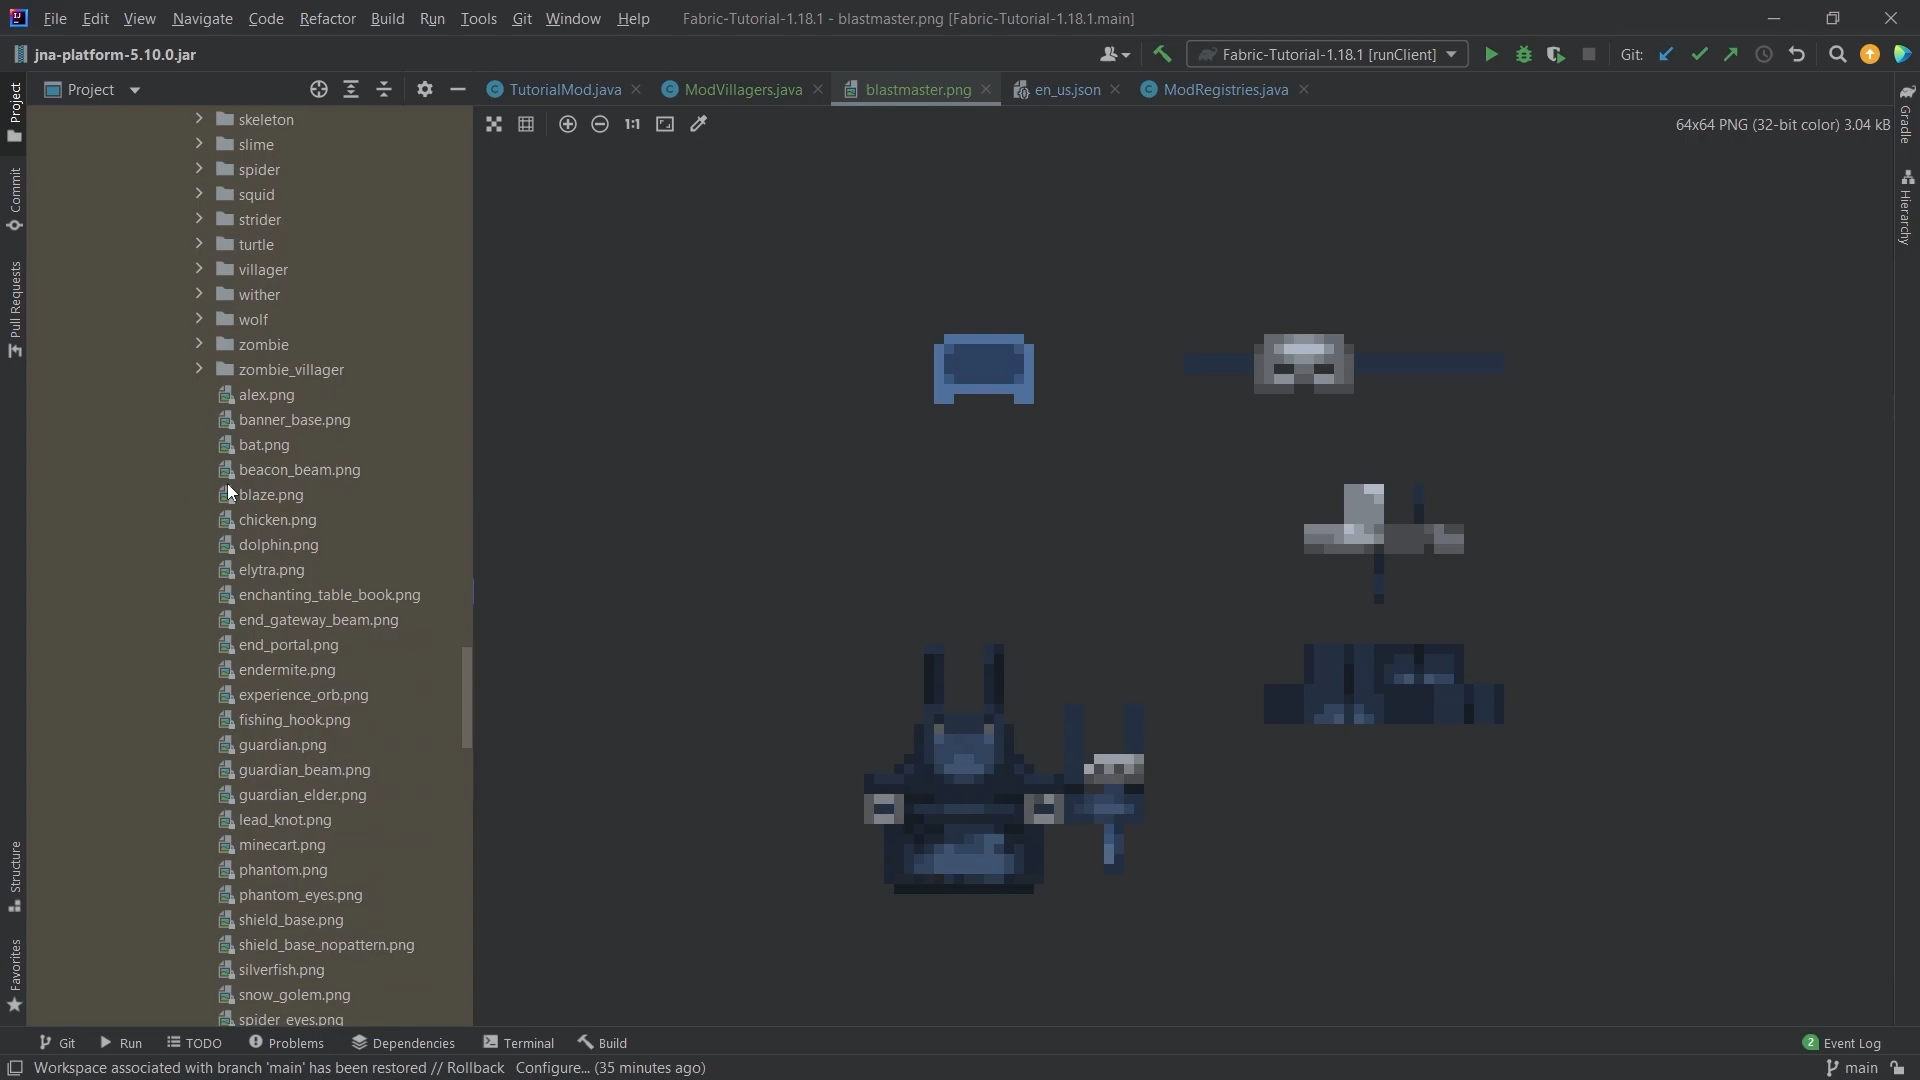 File Edit View Navigate Code Refactor Build Run Tools Git Window Help Fabric-Tutorial-1.18.1 - blastmaster.png [Fabric-Tutorial-1.18.1.main]
jna-platform-5.10.0.jar Fabric-Tutorial-1.18.1 [runClient] Git:
Project TutorialMod.java ModVillagers.java blastmaster.png en_us.json ModRegistries.java
1:1 64x64 PNG (32-bit color) 3.04 kB
Project
Commit
Pull Requests
Structure
Favorites
skeleton
slime
spider
squid
strider
turtle
villager
wither
wolf
zombie
zombie_villager
alex.png
banner_base.png
bat.png
beacon_beam.png
blaze.png
chicken.png
dolphin.png
elytra.png
enchanting_table_book.png
end_gateway_beam.png
end_portal.png
endermite.png
experience_orb.png
fishing_hook.png
guardian.png
guardian_beam.png
guardian_elder.png
lead_knot.png
minecart.png
phantom.png
phantom_eyes.png
shield_base.png
shield_base_nopattern.png
silverfish.png
snow_golem.png
spider_eyes.png
Gradle
Hierarchy
Git Run TODO Problems Dependencies Terminal Build 2 Event Log
Workspace associated with branch 'main' has been restored // Rollback Configure... (35 minutes ago) main